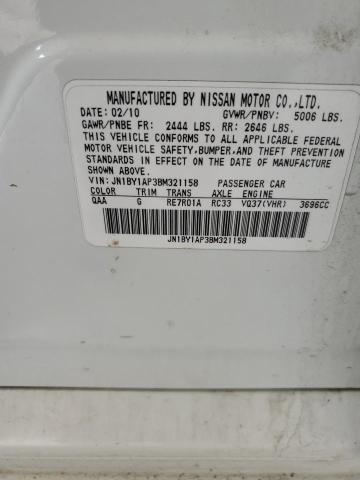 MANUFACTURED BY NISSAN MOTOR CO.,LTD.
DATE: 02/10 GVWR/PNBV: 5006 LBS.
GAWR/PNBE FR: 2444 LBS. RR: 2646 LBS.
THIS VEHICLE CONFORMS TO ALL APPLICABLE FEDERAL
MOTOR VEHICLE SAFETY,BUMPER,AND THEFT PREVENTION
STANDARDS IN EFFECT ON THE DATE OF MANUFACTURE
SHOWN ABOVE.
VIN: JN1BY1AP3BM321158 PASSENGER CAR
COLOR TRIM TRANS AXLE ENGINE
QAA G RE7R01A RC33 VQ37(VHR) 3696CC
JN1BY1AP3BM321158